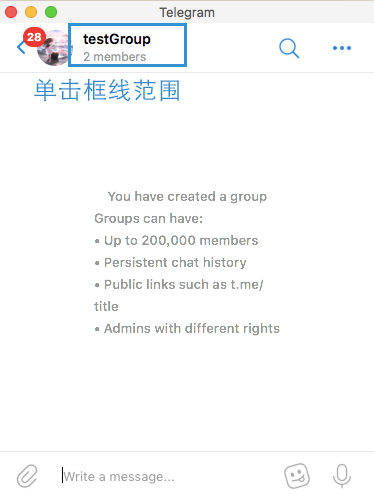 Telegram
28
testGroup
2 members
单击框线范围
You have created a group
Groups can have:
• Up to 200,000 members
• Persistent chat history
• Public links such as t.me/
title
• Admins with different rights
Write a message...